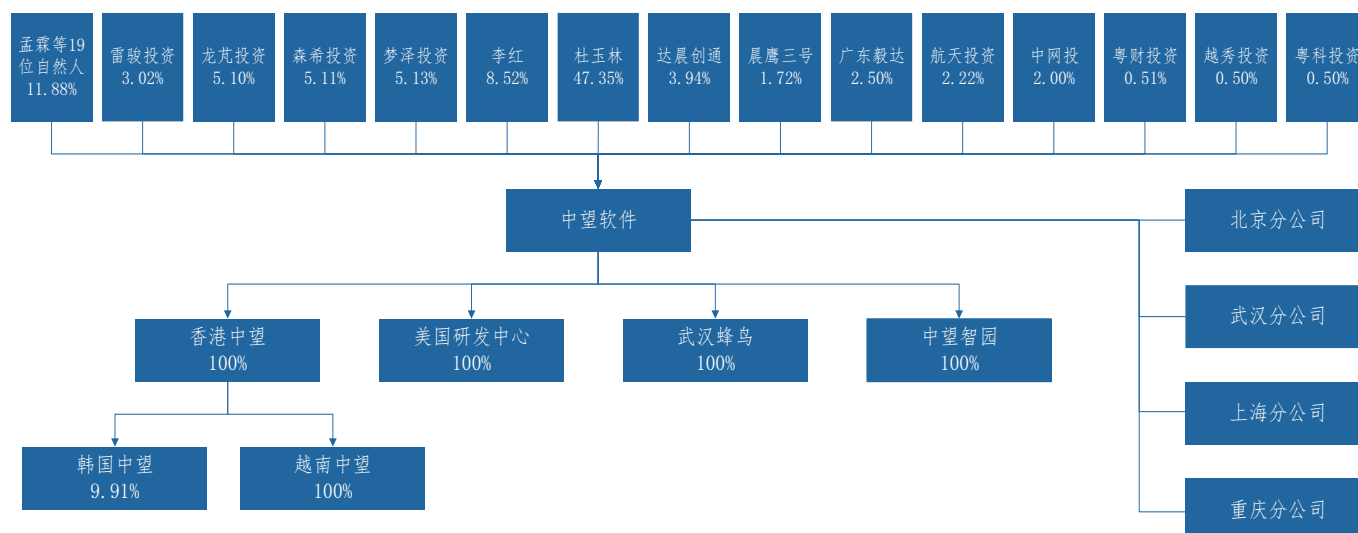 孟霖等19
位自然人
11.88%
雷骏投资
3.02%
龙芃投资
5.10%
森希投资
5.11%
梦泽投资
5.13%
李红
8.52%
杜玉林
47.35%
达晨创通
3.94%
晨鹰三号
1.72%
广东毅达
2.50%
航天投资
2.22%
中网投
2.00%
粤财投资
0.51%
越秀投资
0.50%
粤科投资
0.50%
中望软件
北京分公司
武汉分公司
香港中望
100%
美国研发中心
100%
武汉蜂鸟
100%
中望智园
100%
上海分公司
韩国中望
9.91%
越南中望
100%
重庆分公司